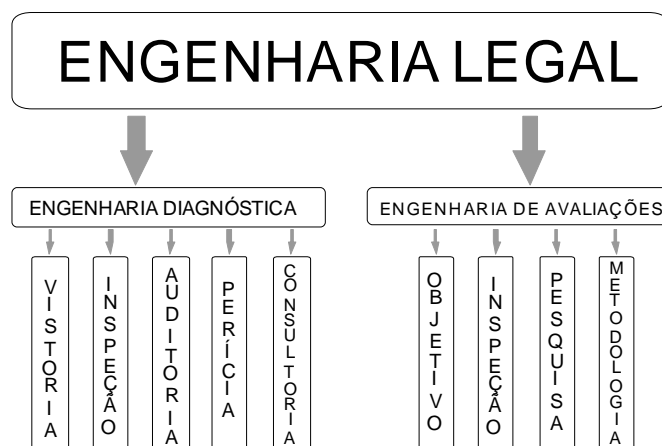 ENGENHARIA LEGAL
ENGENHARIA DIAGNÓSTICA
ENGENHARIA DE AVALIAÇÕES
VISTORIA
INSPEÇÃO
AUDITORIA
PERÍCIA
CONSULTORIA
OBJETIVO
INSPEÇÃO
PESQUISA
METODOLOGIA